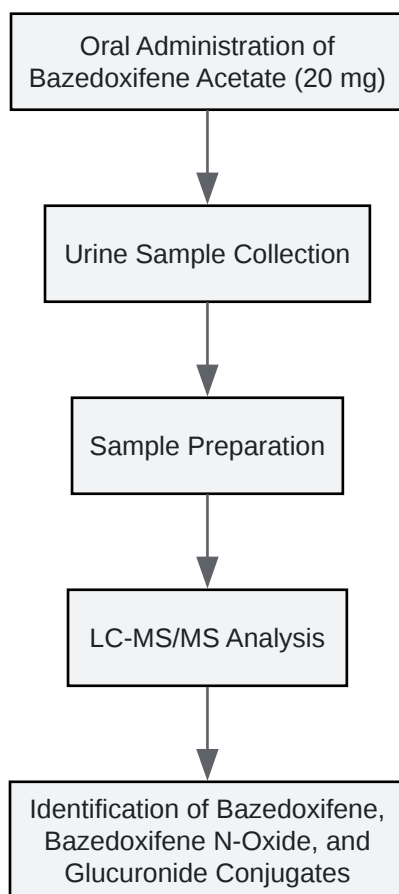 Oral Administration of
Bazedoxifene Acetate (20 mg)
Urine Sample Collection
Sample Preparation
LC-MS/MS Analysis
Identification of Bazedoxifene,
Bazedoxifene N-Oxide, and
Glucuronide Conjugates